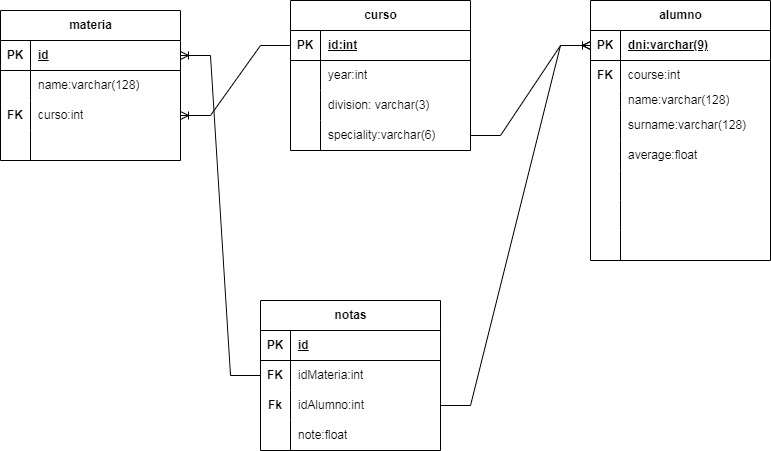 materia
PK id
name:varchar(128)
FK curso:int
curso
PK id:int
year:int
division: varchar(3)
speciality:varchar(6)
alumno
PK dni:varchar(9)
FK course:int
name:varchar(128)
surname:varchar(128)
average:float
notas
PK id
FK idMateria:int
Fk idAlumno:int
note:float